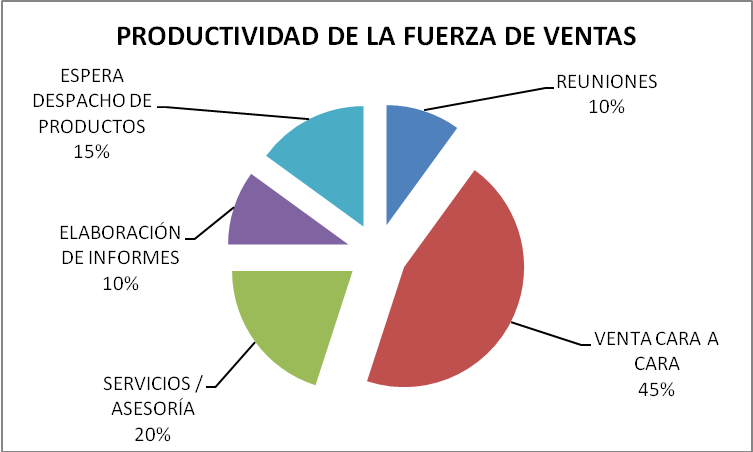 PRODUCTIVIDAD DE LA FUERZA DE VENTAS
REUNIONES
10%
VENTA CARA A
CARA
45%
SERVICIOS /
ASESORÍA
20%
ELABORACIÓN
DE INFORMES
10%
ESPERA
DESPACHO DE
PRODUCTOS
15%